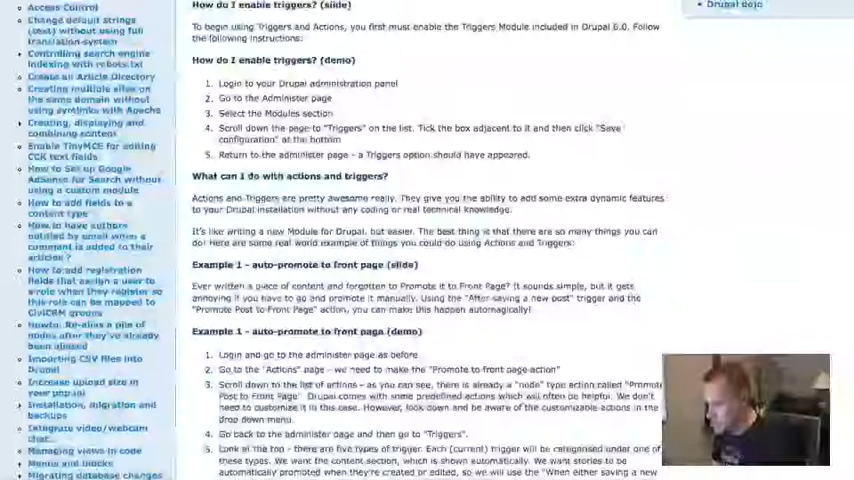 Access Control
Change default strings
(text) without using full
translation system
Controlling search engine
indexing with robots.txt
Create an Article Directory
Creating multiple sites on
the same domain without
using symlinks with Apache
Creating, displaying and
combining content
Enable TinyMCE for editing
CCK text fields
How to Set up Google
AdSense for Search without
using a custom module
How to add fields to a
content type
How to have authors
notified by email when a
comment is added to their
articles ?
How to add registration
fields that assign a user to
a role when they register so
this role can be mapped to
CiviCRM groups
Howto: Re-alias a pile of
nodes after they've already
been aliased
Importing CSV files into
Drupal
Increase upload size in
your php.ini
Installation, migration and
backups
Integrate video/webcam
chat...
Managing views in code
Menus and blocks
Migrating database changes
How do I enable triggers? (slide)
To begin using Triggers and Actions, you first must enable the Triggers Module included in Drupal 6.0. Follow
the following instructions:
How do I enable triggers? (demo)
1. Login to your Drupal administration panel
2. Go to the Administer page
3. Select the Modules section
4. Scroll down the page to "Triggers" on the list. Tick the box adjacent to it and then click "Save
configuration" at the bottom
5. Return to the administer page - a Triggers option should have appeared.
What can I do with actions and triggers?
Actions and Triggers are pretty awesome really. They give you the ability to add some extra dynamic features
to your Drupal installation without any coding or real technical knowledge.
It's like writing a new Module for Drupal, but easier. The best thing is that there are so many things you can
do! Here are some real world example of things you could do using Actions and Triggers:
Example 1 - auto-promote to front page (slide)
Ever written a piece of content and forgotten to Promote it to Front Page? It sounds simple, but it gets
annoying if you have to go and promote it manually. Using the "After saving a new post" trigger and the
"Promote Post to Front Page" action, you can make this happen automagically!
Example 1 - auto-promote to front page (demo)
1. Login and go to the administer page as before
2. Go to the "Actions" page - we need to make the "Promote to front page action"
3. Scroll down to the list of actions - as you can see, there is already a "node" type action called "Promote
Post to Front Page" Drupal comes with some predefined actions which will often be helpful. We don't
need to customize it in this case. However, look down and be aware of the customizable actions in the
drop down menu.
4. Go back to the administer page and then go to "Triggers".
5. Look at the top - there are five types of trigger. Each (current) trigger will be categorised under one of
these types. We want the content section, which is shown automatically. We want stories to be
automatically promoted when they're created or edited, so we will use the "When either saving a new
Drupal dojo